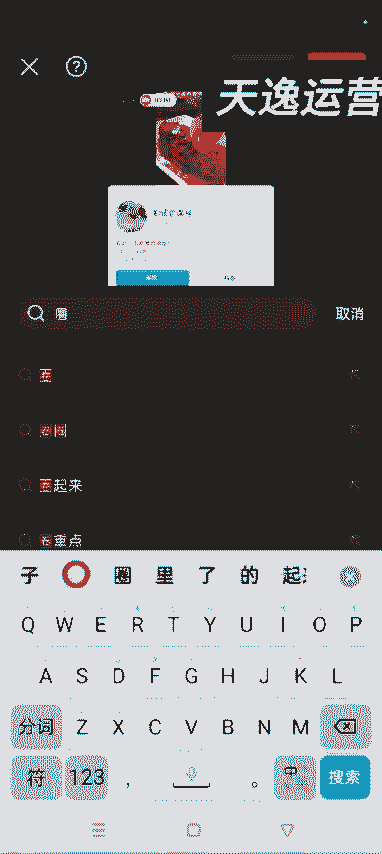 天逸运营
圈
取消
圈
圈圈
圈起来
圈重点
子 圈 里 了 的 起
Q W E R T Y U I O P
A S D F G H J K L
分词 Z X C V B N M
符 123 , 。 中 搜索